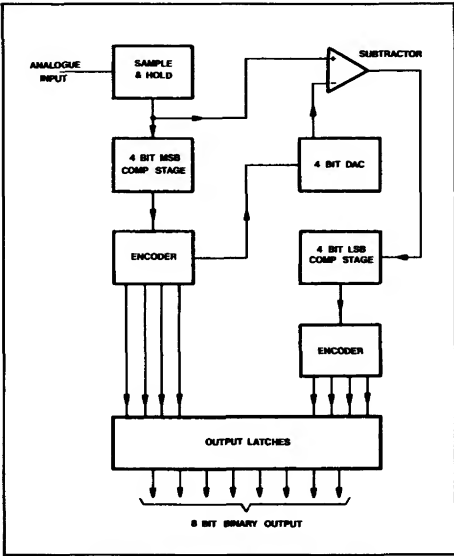 ANALOGUE
INPUT
SAMPLE
& HOLD
+
-
SUBTRACTOR
4 BIT MSB
COMP STAGE
4 BIT DAC
ENCODER
4 BIT LSB
COMP STAGE
ENCODER
OUTPUT LATCHES
8 BIT BINARY OUTPUT